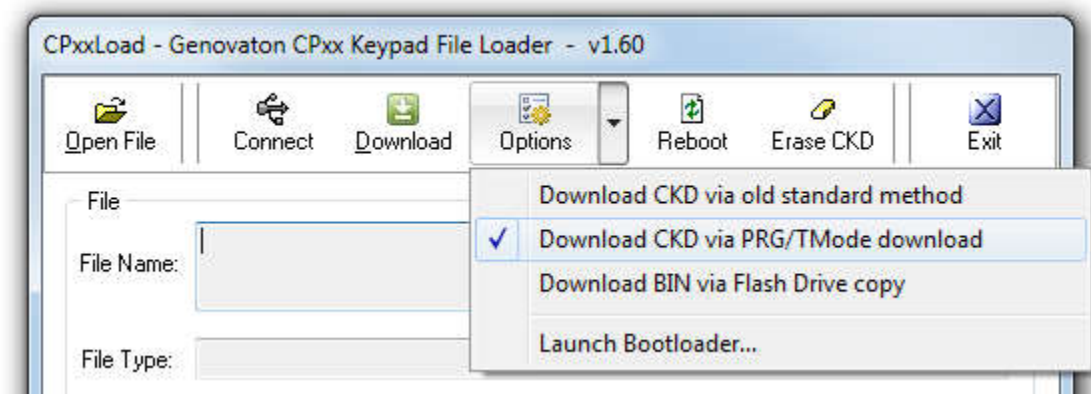 CPxxLoad - Genovaton CPxx Keypad File Loader - v1.60
Open File Connect Download Options Reboot Erase CKD Exit
File
File Name:
File Type:
Download CKD via old standard method
Download CKD via PRG/TMode download
Download BIN via Flash Drive copy
Launch Bootloader...